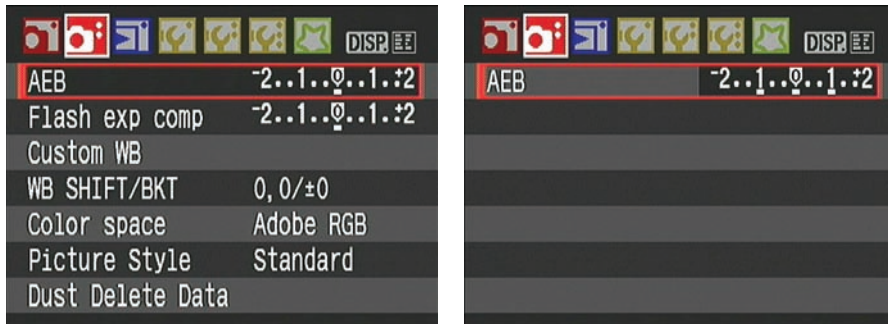 DISP.
AEB -2..1..0..1.:+2
Flash exp comp -2..1..0..1.:+2
Custom WB
WB SHIFT/BKT 0,0/±0
Color space Adobe RGB
Picture Style Standard
Dust Delete Data
DISP.
AEB -2..1..0..1.:+2